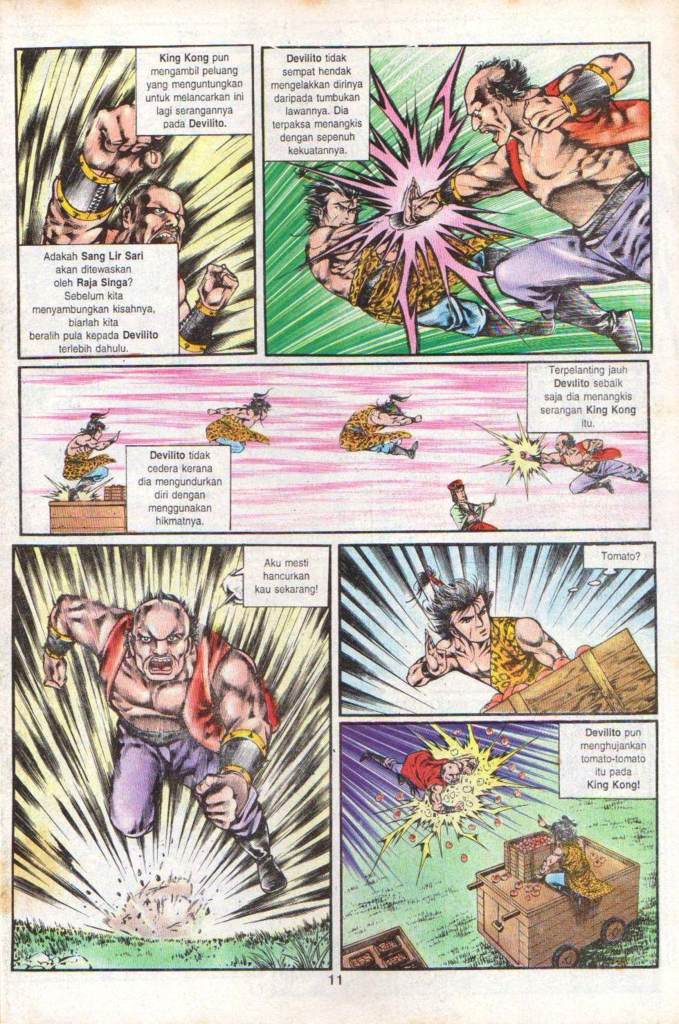 King Kong pun
mengambil peluang
yang menguntungkan
untuk melancarkan ini
lagi serangannya
pada Devilito.
Adakah Sang Lir Sari
akan ditewaskan
oleh Raja Singa?
Sebelum kita
menyambungkan kisahnya,
biarlah kita
beralih pula kepada Devilito
terlebih dahulu.
Devilito tidak
sempat hendak
mengelakkan dirinya
daripada tumbukan
lawannya. Dia
terpaksa menangkis
dengan sepenuh
kekuatannya.
Terpelanting jauh
Devilito sebaik
saja dia menangkis
serangan King Kong
itu.
Devilito tidak
cedera kerana
dia mengundurkan
diri dengan
menggunakan
hikmatnya.
Aku mesti
hancurkan
kau sekarang!
Tomato?
Devilito pun
menghujankan
tomato-tomato
itu pada
King Kong!
11